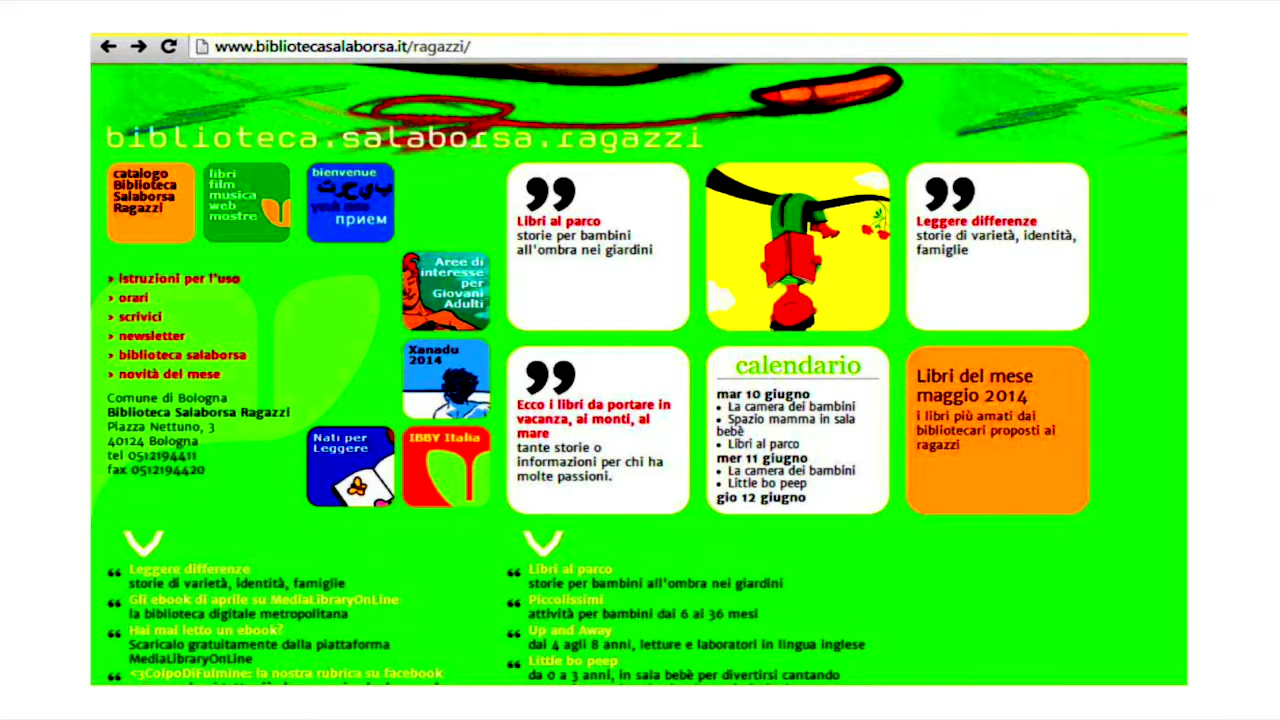 www.bibliotecasalaborsa.it/ragazzi/
biblioteca.salaborsa.ragazzi
catalogo
Biblioteca
Salaborsa
Ragazzi
libri
film
musica
web
mostre
bienvenue
прием
Aree di
interesse
per
Giovani
Adulti
Xanadu
2014
Nati per
Leggere
IBBY Italia
› istruzioni per l'uso
› orari
› scrivici
› newsletter
› biblioteca salaborsa
› novità del mese
Comune di Bologna
Biblioteca Salaborsa Ragazzi
Piazza Nettuno, 3
40124 Bologna
tel 0512194411
fax 0512194420
Libri al parco
storie per bambini
all'ombra nei giardini
Leggere differenze
storie di varietà, identità,
famiglie
Ecco i libri da portare in
vacanza, ai monti, al
mare
tante storie o
informazioni per chi ha
molte passioni.
calendario
mar 10 giugno
• La camera dei bambini
• Spazio mamma in sala
bebè
• Libri al parco
mer 11 giugno
• La camera dei bambini
• Little bo peep
gio 12 giugno
Libri del mese
maggio 2014
i libri più amati dai
bibliotecari proposti ai
ragazzi
Leggere differenze
storie di varietà, identità, famiglie
Gli ebook di aprile su MediaLibraryOnLine
la biblioteca digitale metropolitana
Hai mai letto un ebook?
Scaricalo gratuitamente dalla piattaforma
MediaLibraryOnLine
<3ColpoDiFulmine: la nostra rubrica su facebook
Libri al parco
storie per bambini all'ombra nei giardini
Piccolissimi
attività per bambini dai 6 ai 36 mesi
Up and Away
dai 4 agli 8 anni, letture e laboratori in lingua inglese
Little bo peep
da 0 a 3 anni, in sala bebè per divertirsi cantando